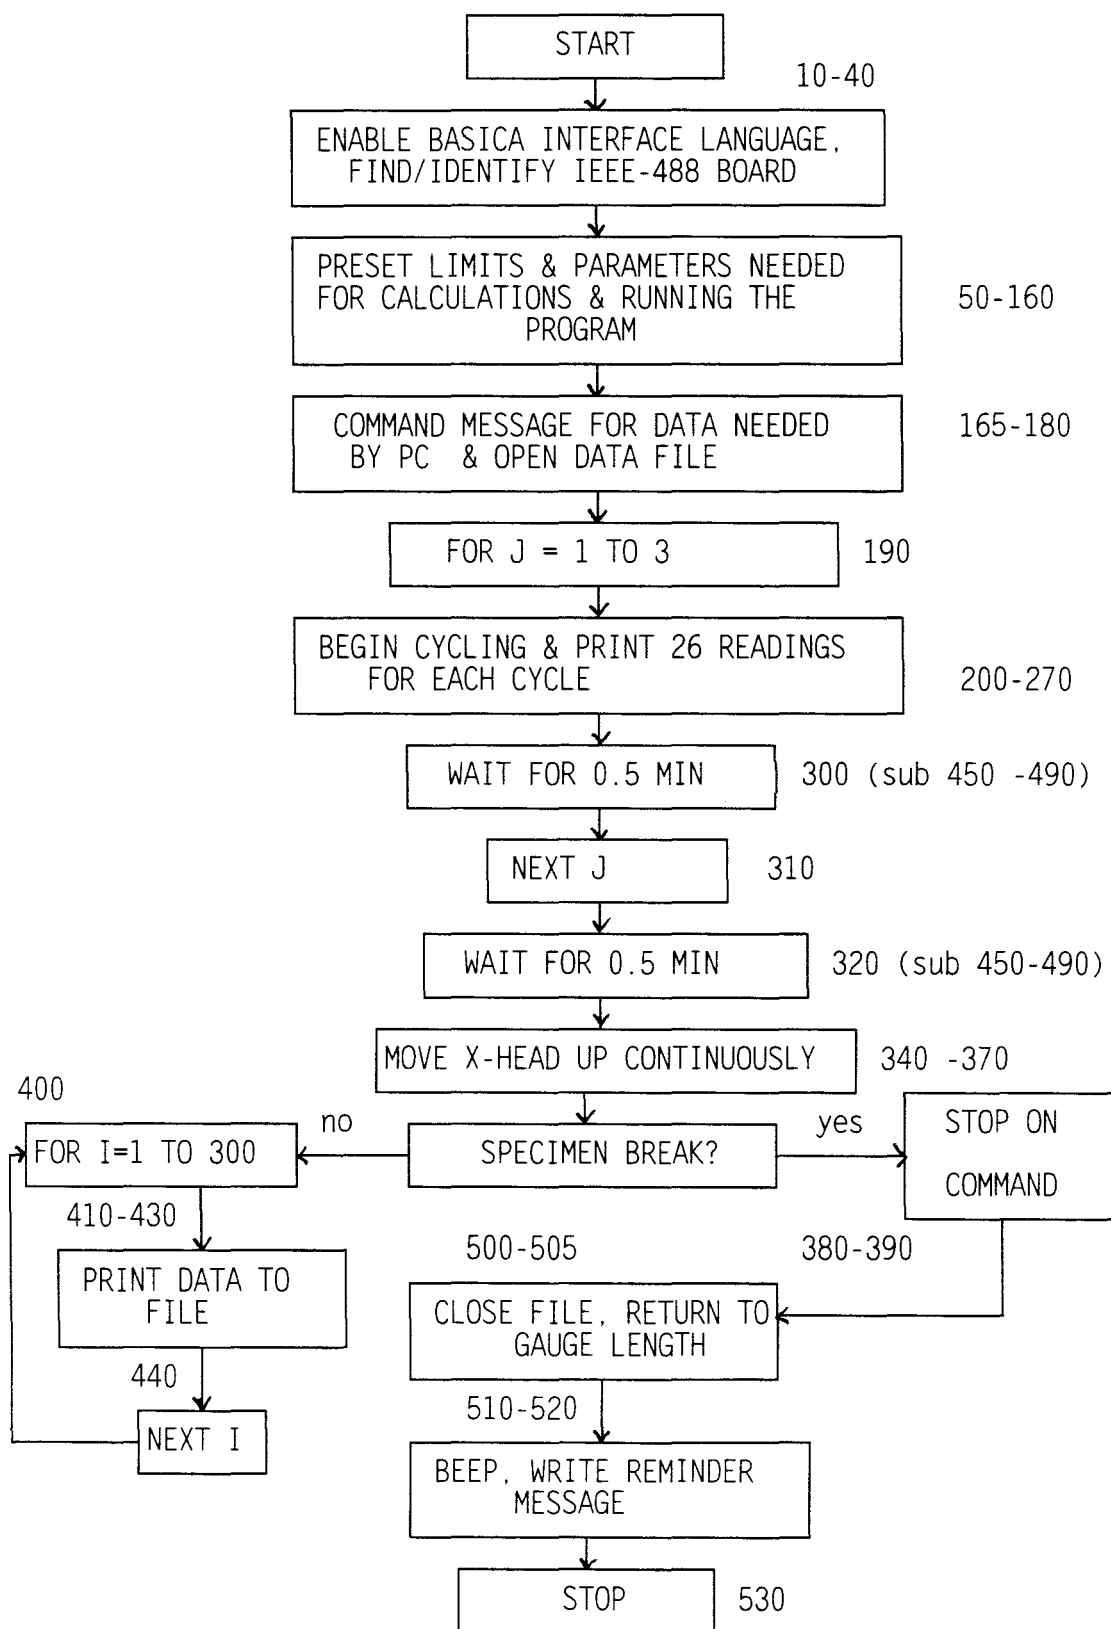 START
10-40
ENABLE BASICA INTERFACE LANGUAGE,
FIND/IDENTIFY IEEE-488 BOARD
PRESET LIMITS & PARAMETERS NEEDED
FOR CALCULATIONS & RUNNING THE
PROGRAM
50-160
COMMAND MESSAGE FOR DATA NEEDED
BY PC & OPEN DATA FILE
165-180
FOR J = 1 TO 3
190
BEGIN CYCLING & PRINT 26 READINGS
FOR EACH CYCLE
200-270
WAIT FOR 0.5 MIN
300 (sub 450 -490)
NEXT J
310
WAIT FOR 0.5 MIN
320 (sub 450-490)
MOVE X-HEAD UP CONTINUOUSLY
340 -370
400
FOR I=1 TO 300
no
SPECIMEN BREAK?
yes
STOP ON
COMMAND
410-430
PRINT DATA TO
FILE
440
NEXT I
500-505
380-390
CLOSE FILE, RETURN TO
GAUGE LENGTH
510-520
BEEP, WRITE REMINDER
MESSAGE
STOP
530